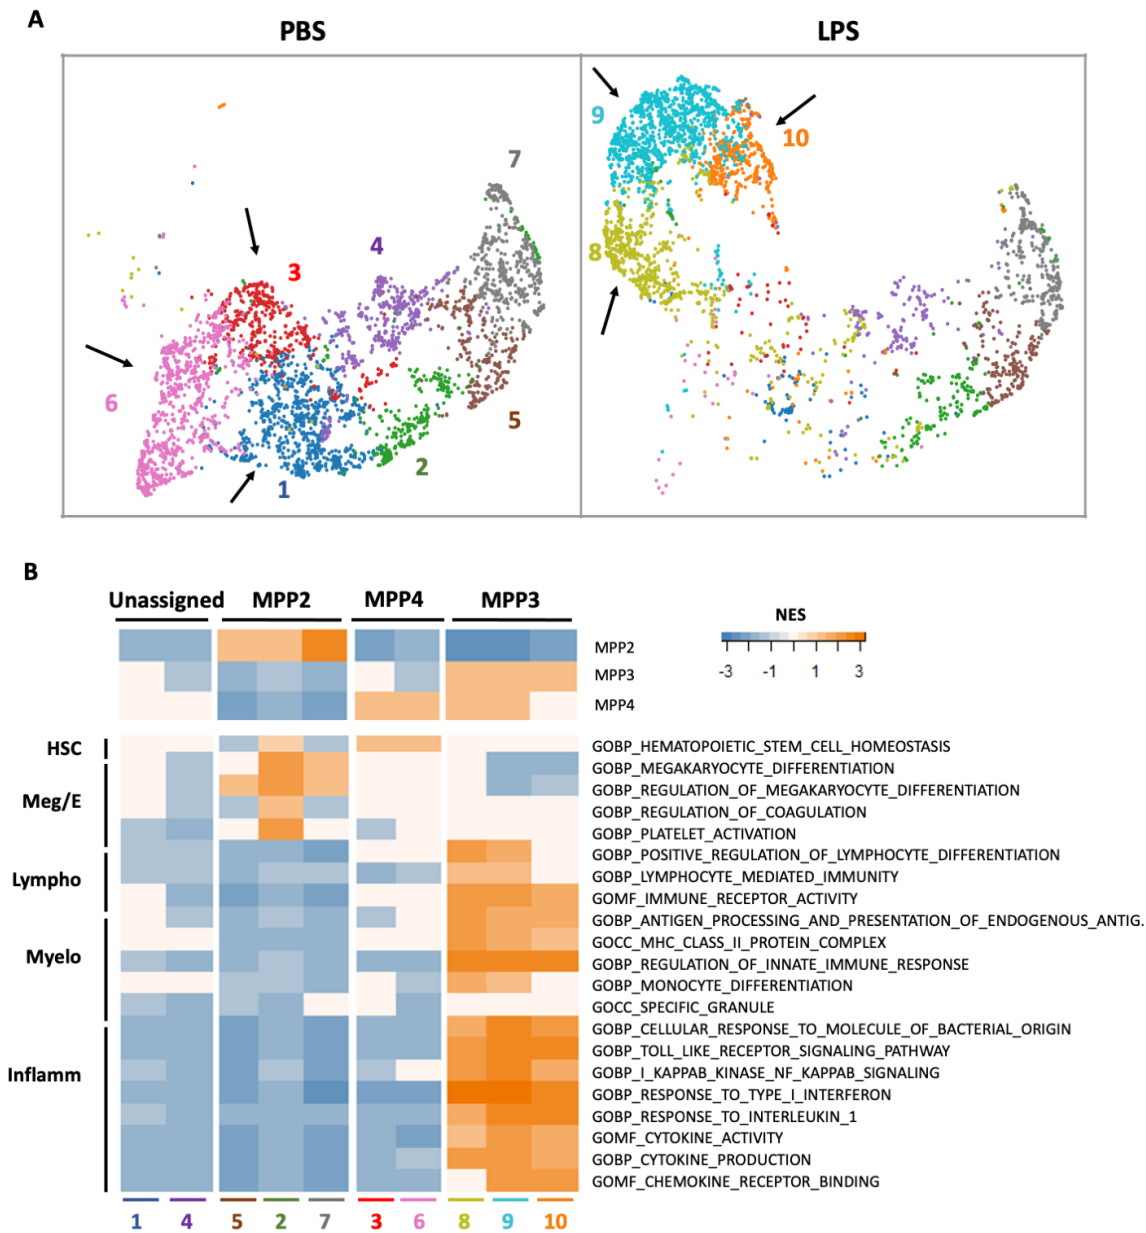 A
PBS
LPS
9
10
7
3
4
8
6
5
2
1
B
Unassigned
MPP2
MPP4
MPP3
NES
-3 -1 1 3
MPP2
MPP3
MPP4
HSC
Meg/E
Lympho
Myelo
Inflamm
GOBP_HEMATOPOIETIC_STEM_CELL_HOMEOSTASIS
GOBP_MEGAKARYOCYTE_DIFFERENTIATION
GOBP_REGULATION_OF_MEGAKARYOCYTE_DIFFERENTIATION
GOBP_REGULATION_OF_COAGULATION
GOBP_PLATELET_ACTIVATION
GOBP_POSITIVE_REGULATION_OF_LYMPHOCYTE_DIFFERENTIATION
GOBP_LYMPHOCYTE_MEDIATED_IMMUNITY
GOMF_IMMUNE_RECEPTOR_ACTIVITY
GOBP_ANTIGEN_PROCESSING_AND_PRESENTATION_OF_ENDOGENOUS_ANTIG.
GOCC_MHC_CLASS_II_PROTEIN_COMPLEX
GOBP_REGULATION_OF_INNATE_IMMUNE_RESPONSE
GOBP_MONOCYTE_DIFFERENTIATION
GOCC_SPECIFIC_GRANULE
GOBP_CELLULAR_RESPONSE_TO_MOLECULE_OF_BACTERIAL_ORIGIN
GOBP_TOLL_LIKE_RECEPTOR_SIGNALING_PATHWAY
GOBP_I_KAPPAB_KINASE_NF_KAPPAB_SIGNALING
GOBP_RESPONSE_TO_TYPE_I_INTERFERON
GOBP_RESPONSE_TO_INTERLEUKIN_1
GOMF_CYTOKINE_ACTIVITY
GOBP_CYTOKINE_PRODUCTION
GOMF_CHEMOKINE_RECEPTOR_BINDING
1 4 5 2 7 3 6 8 9 10